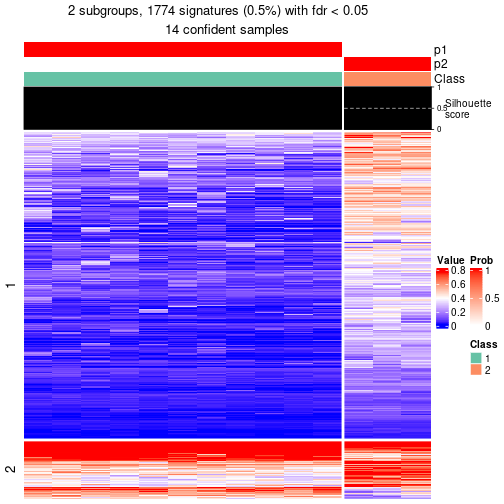 2 subgroups, 1774 signatures (0.5%) with fdr < 0.05
14 confident samples
p1
p2
Class
1
0.5
0
Silhouette
score
1
2
Value
0.8
0.6
0.4
0.2
0
Prob
1
0.5
0
Class
1
2